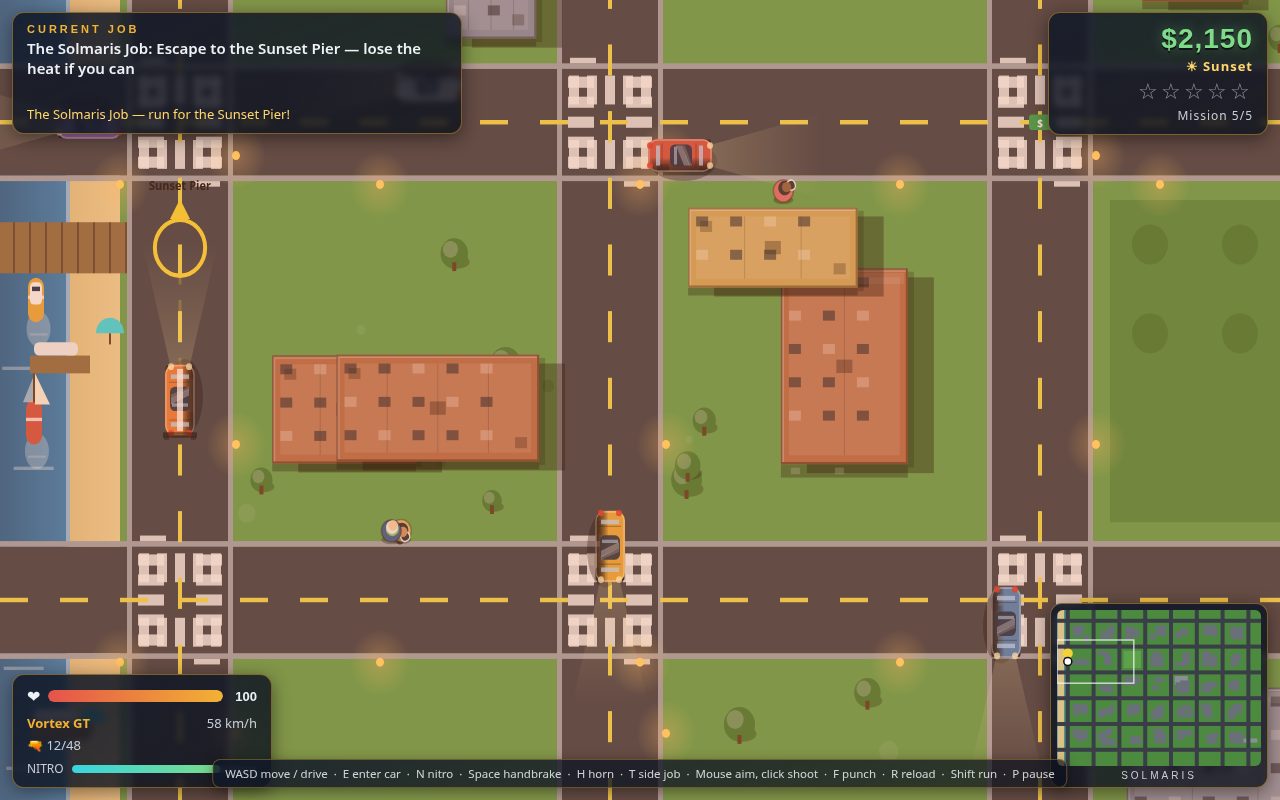 CURRENT JOB
The Solmaris Job: Escape to the Sunset Pier — lose the
heat if you can
The Solmaris Job — run for the Sunset Pier!
$2,150
☀ Sunset
☆☆☆☆☆
Mission 5/5
$
Sunset Pier
❤ 100
Vortex GT 58 km/h
🔫 12/48
NITRO
WASD move / drive · E enter car · N nitro · Space handbrake · H horn · T side job · Mouse aim, click shoot · F punch · R reload · Shift run · P pause
SOLMARIS